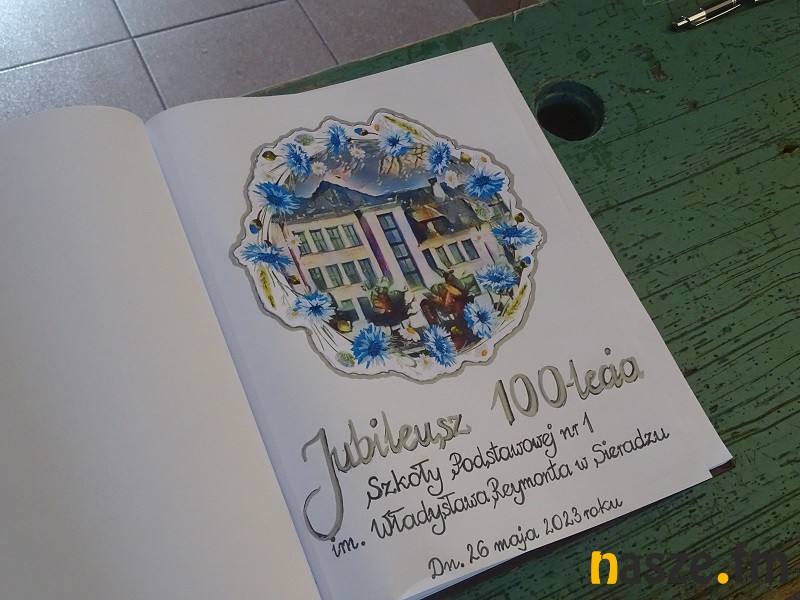 Jubileusz 100-lecia
Szkoły Podstawowej nr 1
im. Władysława Reymonta w Sieradzu
Dn. 26 maja 2023 roku
nasze.fm